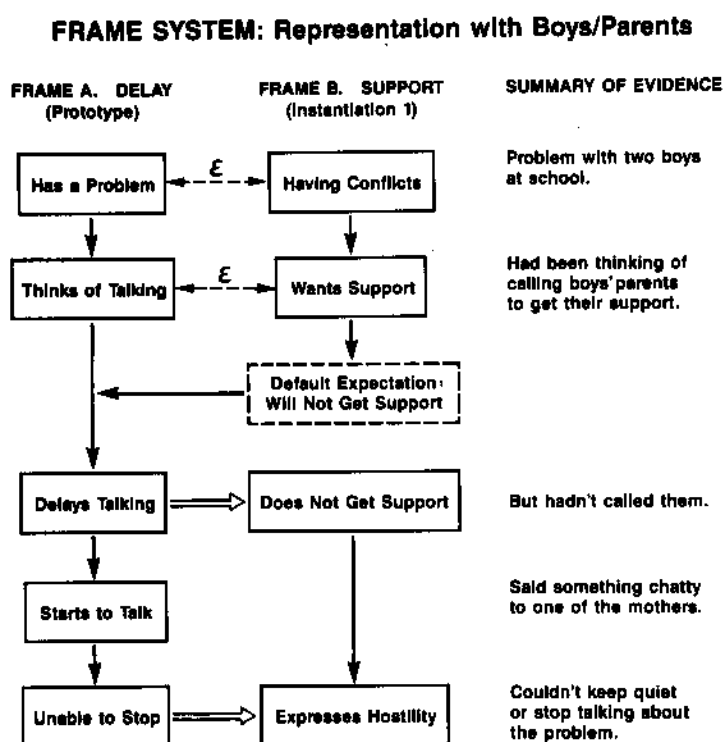 FRAME SYSTEM: Representation with Boys/Parents
FRAME A. DELAY
(Prototype)
FRAME B. SUPPORT
(Instantiation 1)
SUMMARY OF EVIDENCE
Has a Problem
ε
Having Conflicts
Problem with two boys
at school.
Thinks of Talking
ε
Wants Support
Had been thinking of
calling boys' parents
to get their support.
Default Expectation:
Will Not Get Support
Delays Talking
Does Not Get Support
But hadn't called them.
Starts to Talk
Said something chatty
to one of the mothers.
Unable to Stop
Expresses Hostility
Couldn't keep quiet
or stop talking about
the problem.